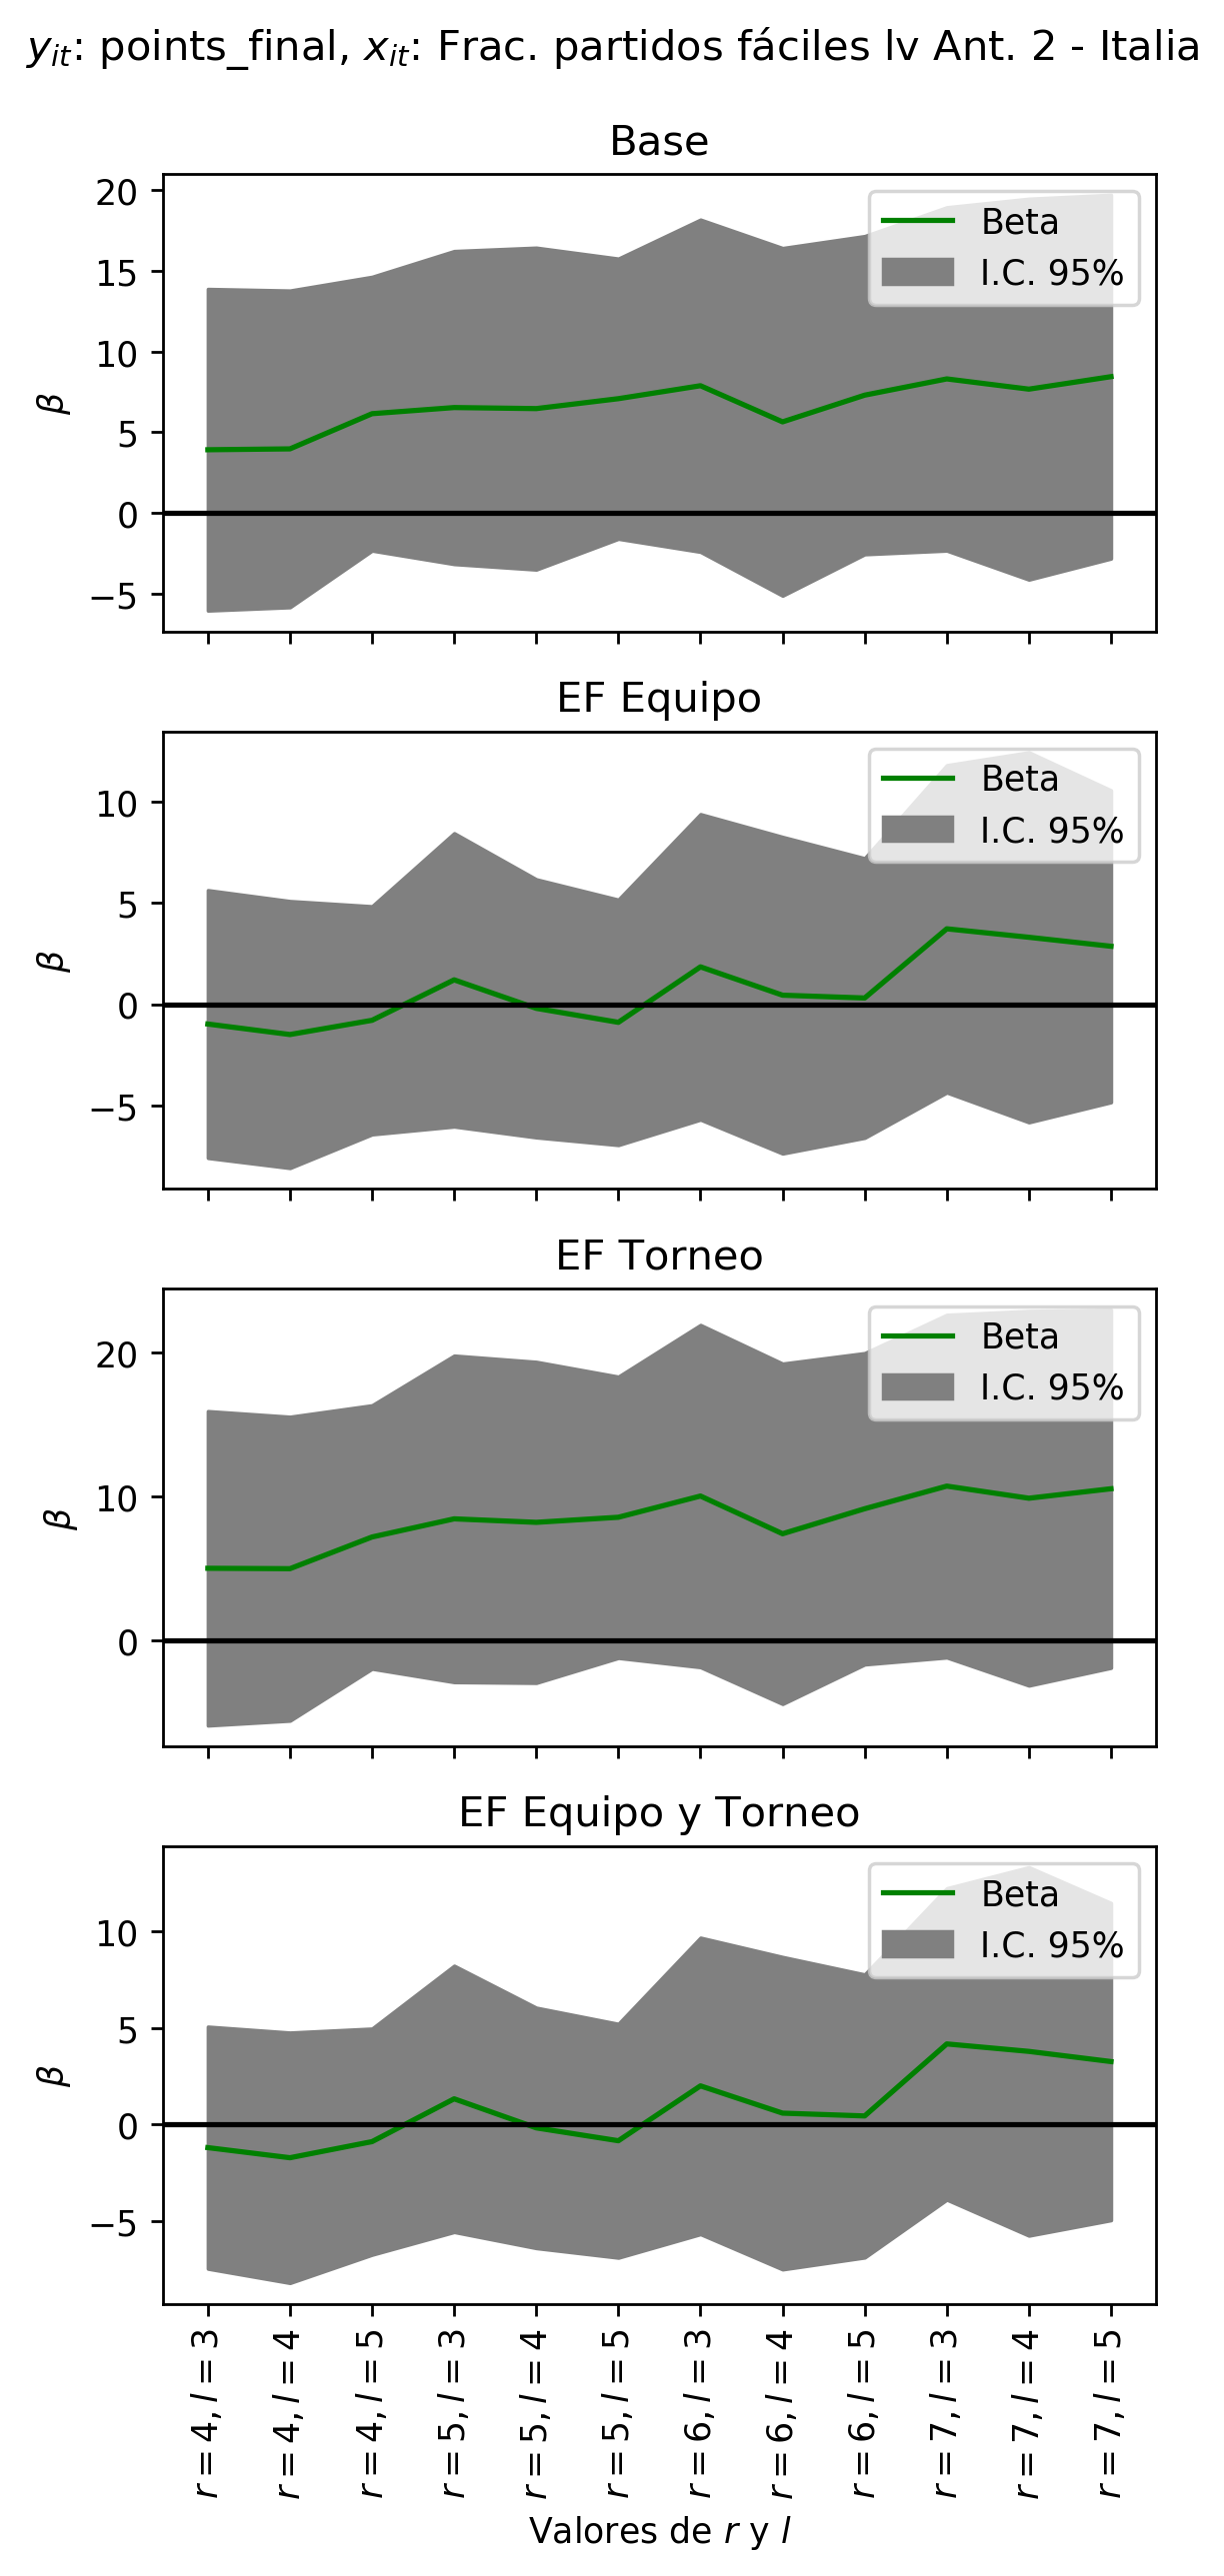 y_it: points_final, x_it: Frac. partidos fáciles lv Ant. 2 - Italia
Base
20
15
10
5
0
−5
β
Beta
I.C. 95%
EF Equipo
10
5
0
−5
β
Beta
I.C. 95%
EF Torneo
20
10
0
β
Beta
I.C. 95%
EF Equipo y Torneo
10
5
0
−5
β
Beta
I.C. 95%
r = 4, l = 3
r = 4, l = 4
r = 4, l = 5
r = 5, l = 3
r = 5, l = 4
r = 5, l = 5
r = 6, l = 3
r = 6, l = 4
r = 6, l = 5
r = 7, l = 3
r = 7, l = 4
r = 7, l = 5
Valores de r y l